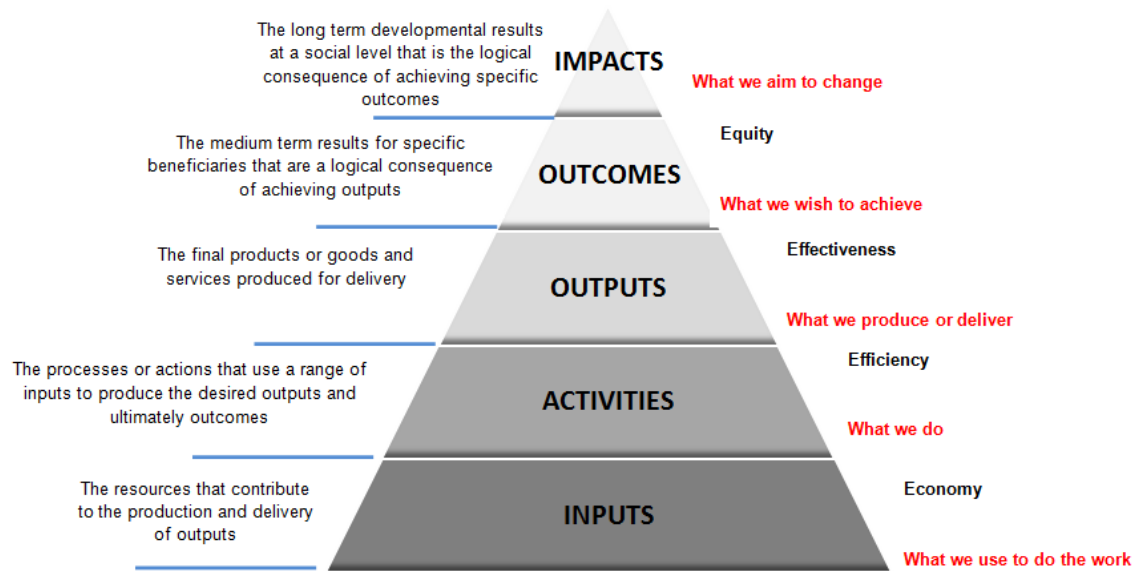 The long term developmental results
at a social level that is the logical
consequence of achieving specific
outcomes
IMPACTS
What we aim to change
The medium term results for specific
beneficiaries that are a logical consequence
of achieving outputs
OUTCOMES
Equity
What we wish to achieve
The final products or goods and
services produced for delivery
OUTPUTS
Effectiveness
What we produce or deliver
The processes or actions that use a range of
inputs to produce the desired outputs and
ultimately outcomes
ACTIVITIES
Efficiency
What we do
The resources that contribute
to the production and delivery
of outputs
INPUTS
Economy
What we use to do the work